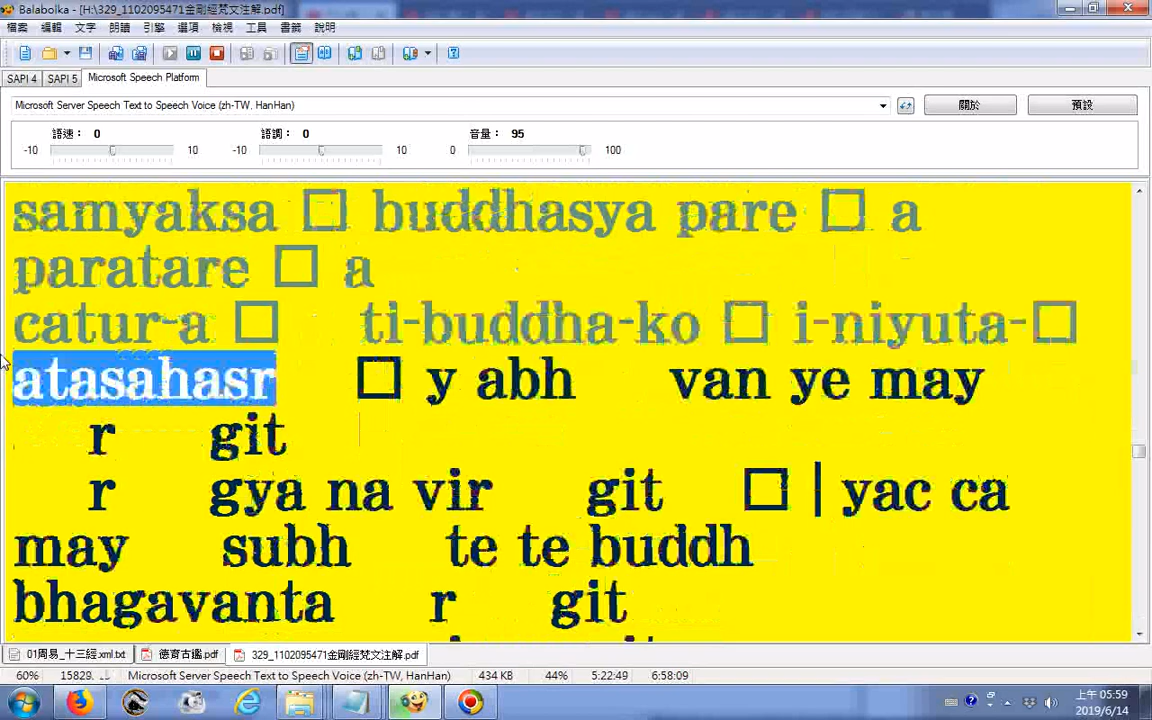 Balabolka - [H:\329_1102095471金剛經梵文注解.pdf]
檔案 編輯 文字 朗讀 引擎 選項 檢視 工具 書籤 說明
SAPI 4 SAPI 5 Microsoft Speech Platform
Microsoft Server Speech Text to Speech Voice (zh-TW, HanHan) 關於 預設
語速： 0 語調： 0 音量： 95
-10 10 -10 10 0 100
samyaksa □ buddhasya pare □ a
paratare □ a
catur-a □ ti-buddha-ko □ i-niyuta-□
atasahasr □ y abh van ye may
r git
r gya na vir git □ | yac ca
may subh te te buddh
bhagavanta r git
01周易_十三經.xml.txt 德育古鑑.pdf 329_1102095471金剛經梵文注解.pdf
60% 15829. Microsoft Server Speech Text to Speech Voice (zh-TW, HanHan) 434 KB 44% 5:22:49 6:58:09
上午 05:59
2019/6/14